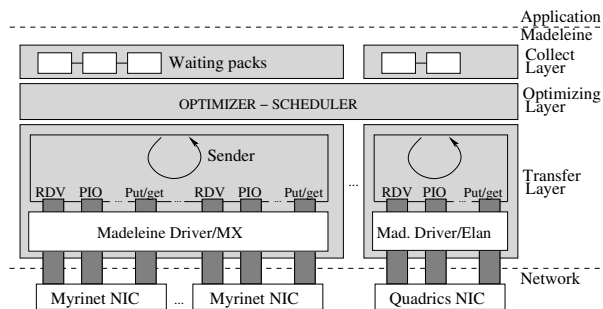 Application
Madeleine
Waiting packs
Collect
Layer
OPTIMIZER – SCHEDULER
Optimizing
Layer
Sender
RDV PIO ... Put/get ... RDV PIO ... Put/get
...
RDV PIO ... Put/get
Transfer
Layer
Madeleine Driver/MX
Mad. Driver/Elan
Network
Myrinet NIC ... Myrinet NIC
Quadrics NIC